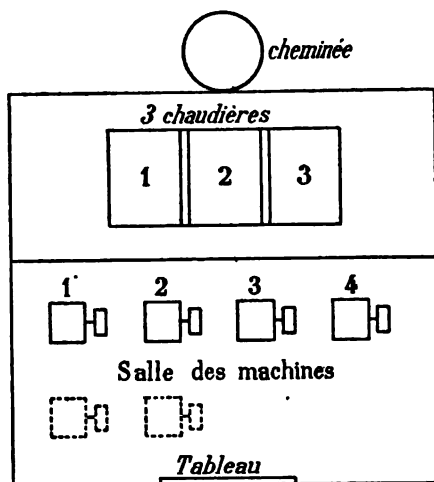 cheminée
3 chaudières
1 2 3
1 2 3 4
Salle des machines
Tableau